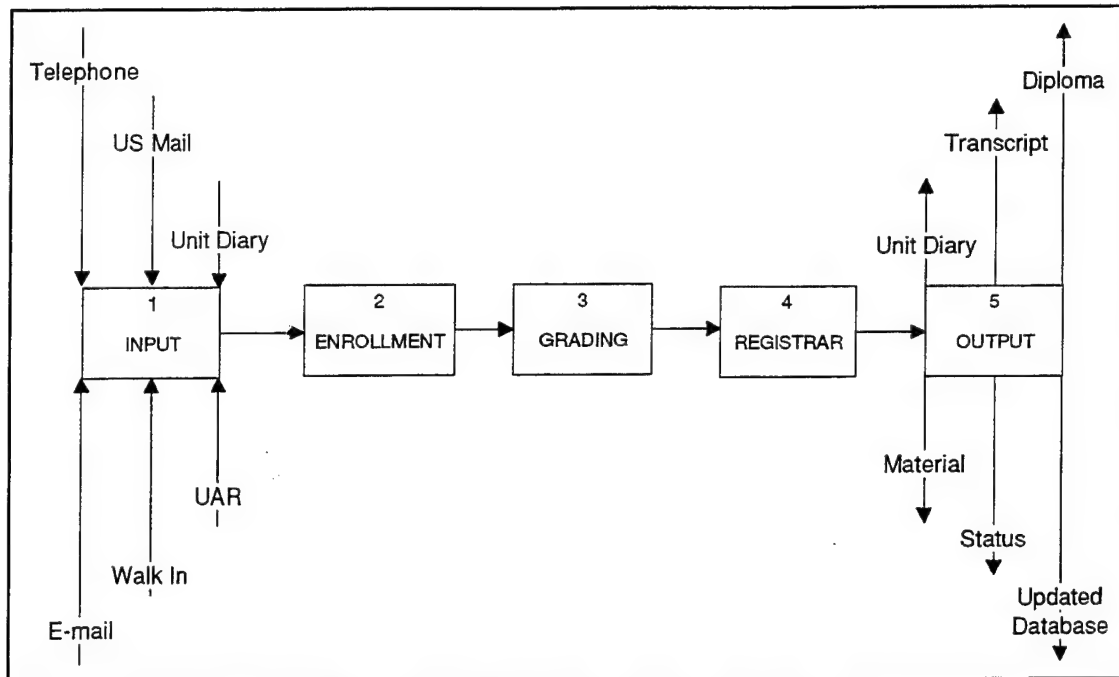 Telephone
US Mail
Unit Diary
Diploma
Transcript
Unit Diary
1
INPUT
2
ENROLLMENT
3
GRADING
4
REGISTRAR
5
OUTPUT
UAR
Walk In
E-mail
Material
Status
Updated
Database